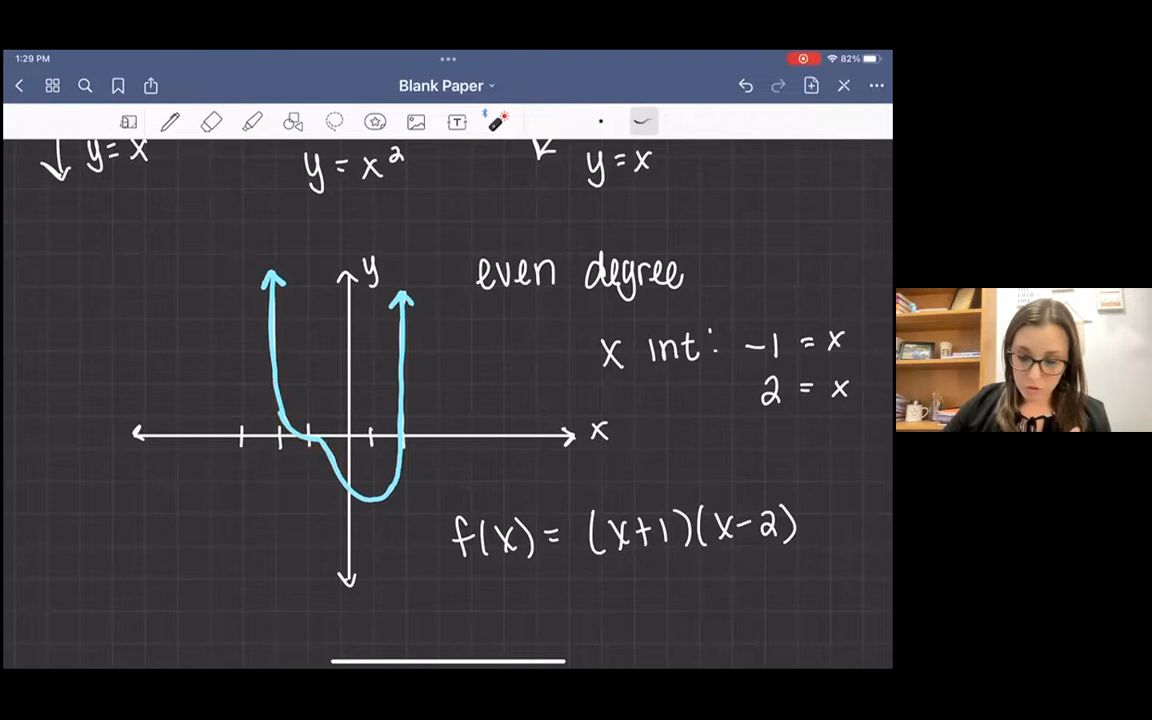 1:29 PM
82%
Blank Paper
y = x
y = x²
y = x
y
even degree
x int: -1 = x
2 = x
x
f(x) = (x+1)(x-2)